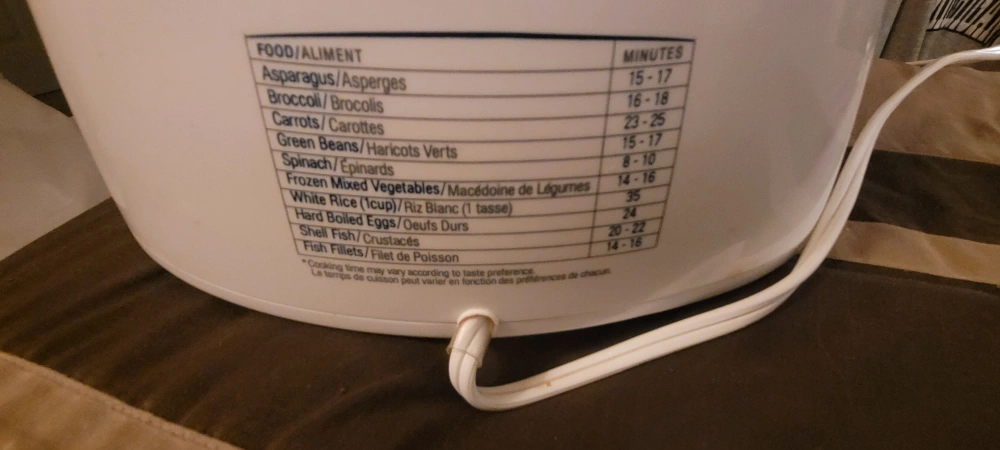 FOOD/ALIMENT MINUTES
Asparagus/Asperges 15 - 17
Broccoli/Brocolis 16 - 18
Carrots/Carottes 23 - 25
Green Beans/Haricots Verts 15 - 17
Spinach/Épinards 8 - 10
Frozen Mixed Vegetables/Macédoine de Légumes 14 - 16
White Rice (1cup)/Riz Blanc (1 tasse) 35
Hard Boiled Eggs/Oeufs Durs 24
Shell Fish/Crustacés 20 - 22
Fish Fillets/Filet de Poisson 14 - 16
* Cooking time may vary according to taste preference.
Le temps de cuisson peut varier en fonction des préférences de chacun.